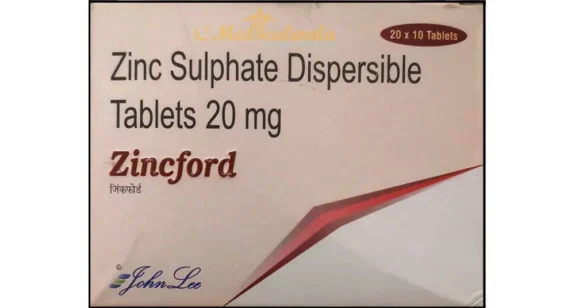 20 x 10 Tablets
Zinc Sulphate Dispersible
Tablets 20 mg
Zincford
जिंकफोर्ड
©
John Lee